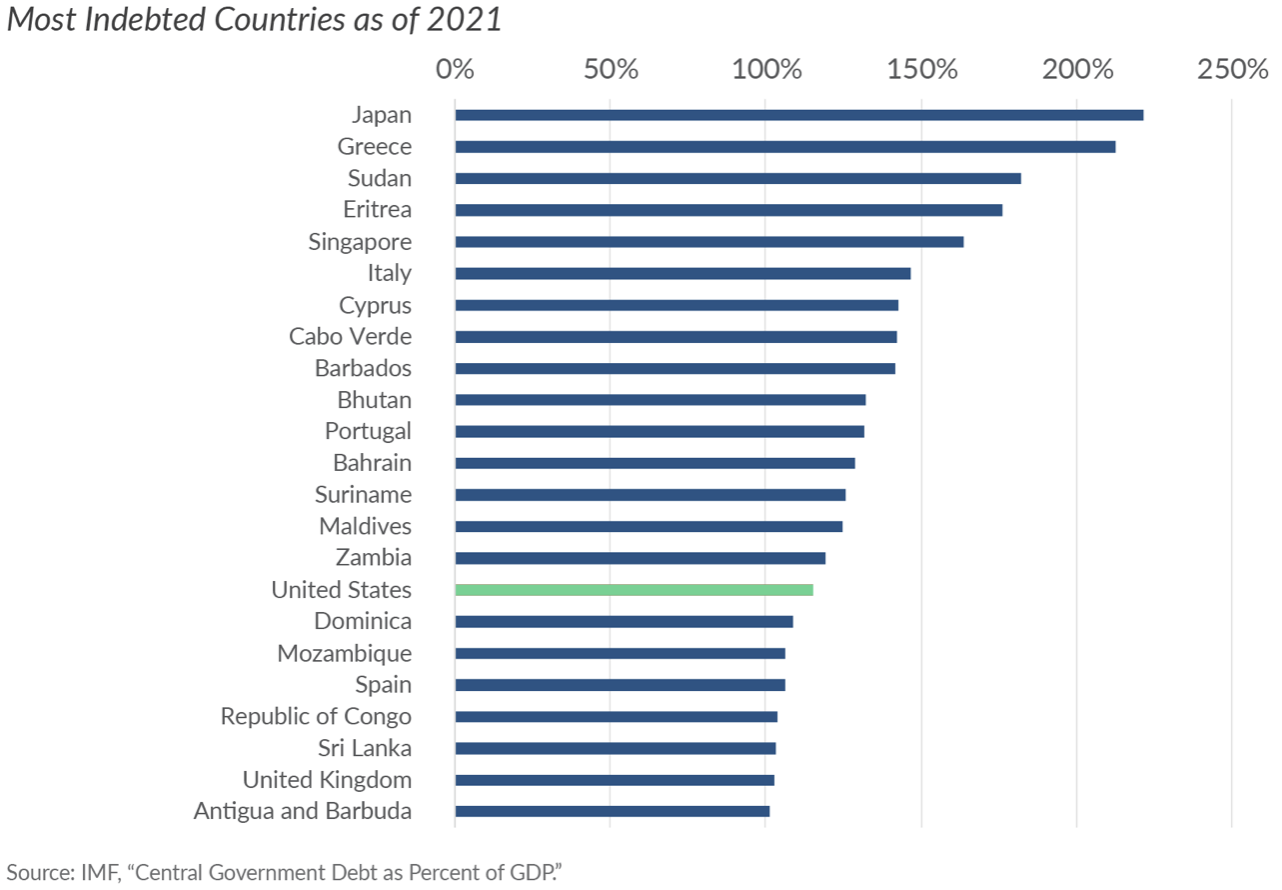 Most Indebted Countries as of 2021
0% 50% 100% 150% 200% 250%
Japan
Greece
Sudan
Eritrea
Singapore
Italy
Cyprus
Cabo Verde
Barbados
Bhutan
Portugal
Bahrain
Suriname
Maldives
Zambia
United States
Dominica
Mozambique
Spain
Republic of Congo
Sri Lanka
United Kingdom
Antigua and Barbuda
Source: IMF, “Central Government Debt as Percent of GDP.”